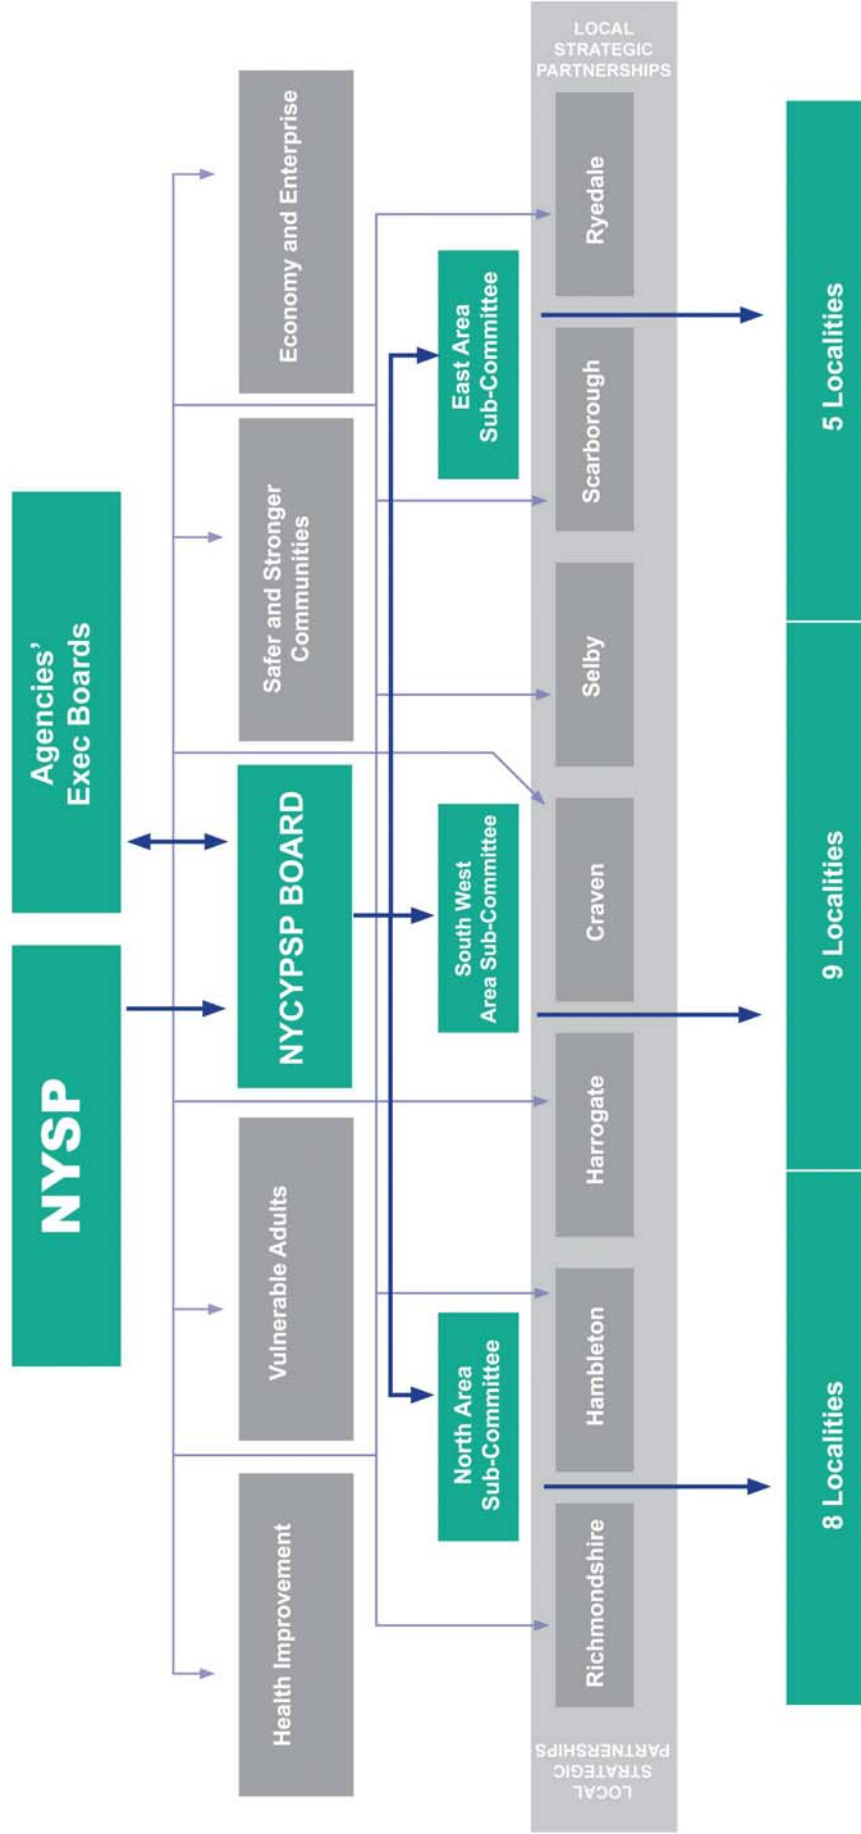 NYSP
Agencies’
Exec Boards
Health Improvement
Vulnerable Adults
NYCYPSP BOARD
Safer and Stronger
Communities
Economy and Enterprise
North Area
Sub-Committee
South West
Area Sub-Committee
East Area
Sub-Committee
LOCAL
STRATEGIC
PARTNERSHIPS
Richmondshire
Hambleton
Harrogate
Craven
Selby
Scarborough
Ryedale
LOCAL
STRATEGIC
PARTNERSHIPS
8 Localities
9 Localities
5 Localities